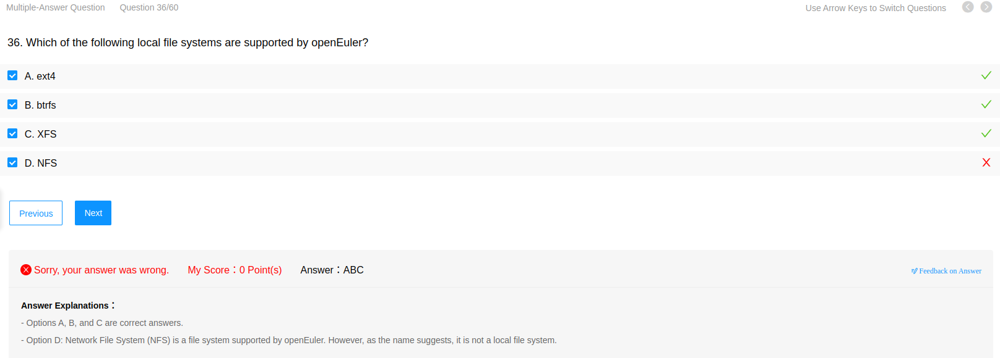 Multiple-Answer Question Question 36/60 Use Arrow Keys to Switch Questions
36. Which of the following local file systems are supported by openEuler?
A. ext4
B. btrfs
C. XFS
D. NFS
Previous Next
Sorry, your answer was wrong. My Score：0 Point(s) Answer：ABC Feedback on Answer
Answer Explanations：
- Options A, B, and C are correct answers.
- Option D: Network File System (NFS) is a file system supported by openEuler. However, as the name suggests, it is not a local file system.